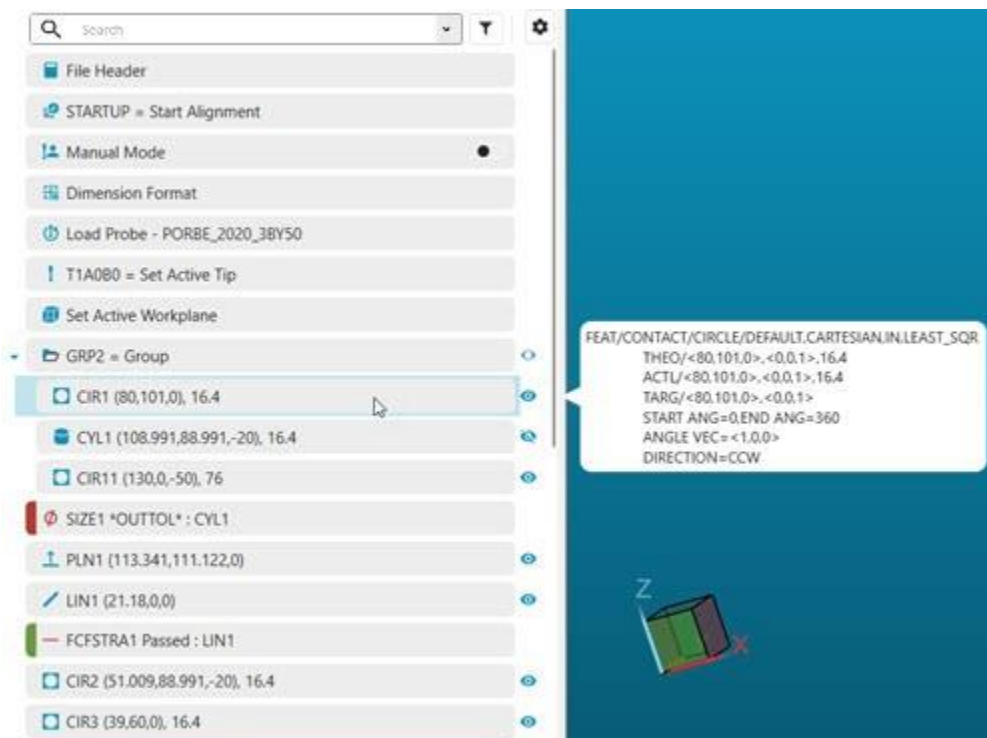 Search
File Header
STARTUP = Start Alignment
Manual Mode
Dimension Format
Load Probe - PORBE_2020_3BY50
T1A0B0 = Set Active Tip
Set Active Workplane
GRP2 = Group
CIR1 (80,101,0), 16.4
CYL1 (108.991,88.991,-20), 16.4
CIR11 (130,0,-50), 76
SIZE1 *OUTTOL* : CYL1
PLN1 (113.341,111.122,0)
LIN1 (21.18,0,0)
FCFSTRA1 Passed : LIN1
CIR2 (51.009,88.991,-20), 16.4
CIR3 (39,60,0), 16.4
FEAT/CONTACT/CIRCLE/DEFAULT,CARTESIAN,IN,LEAST_SQR
THEO/<80,101,0>,<0,0,1>,16.4
ACTL/<80,101,0>,<0,0,1>,16.4
TARG/<80,101,0>,<0,0,1>
START ANG=0,END ANG=360
ANGLE VEC=<1,0,0>
DIRECTION=CCW
Z
X